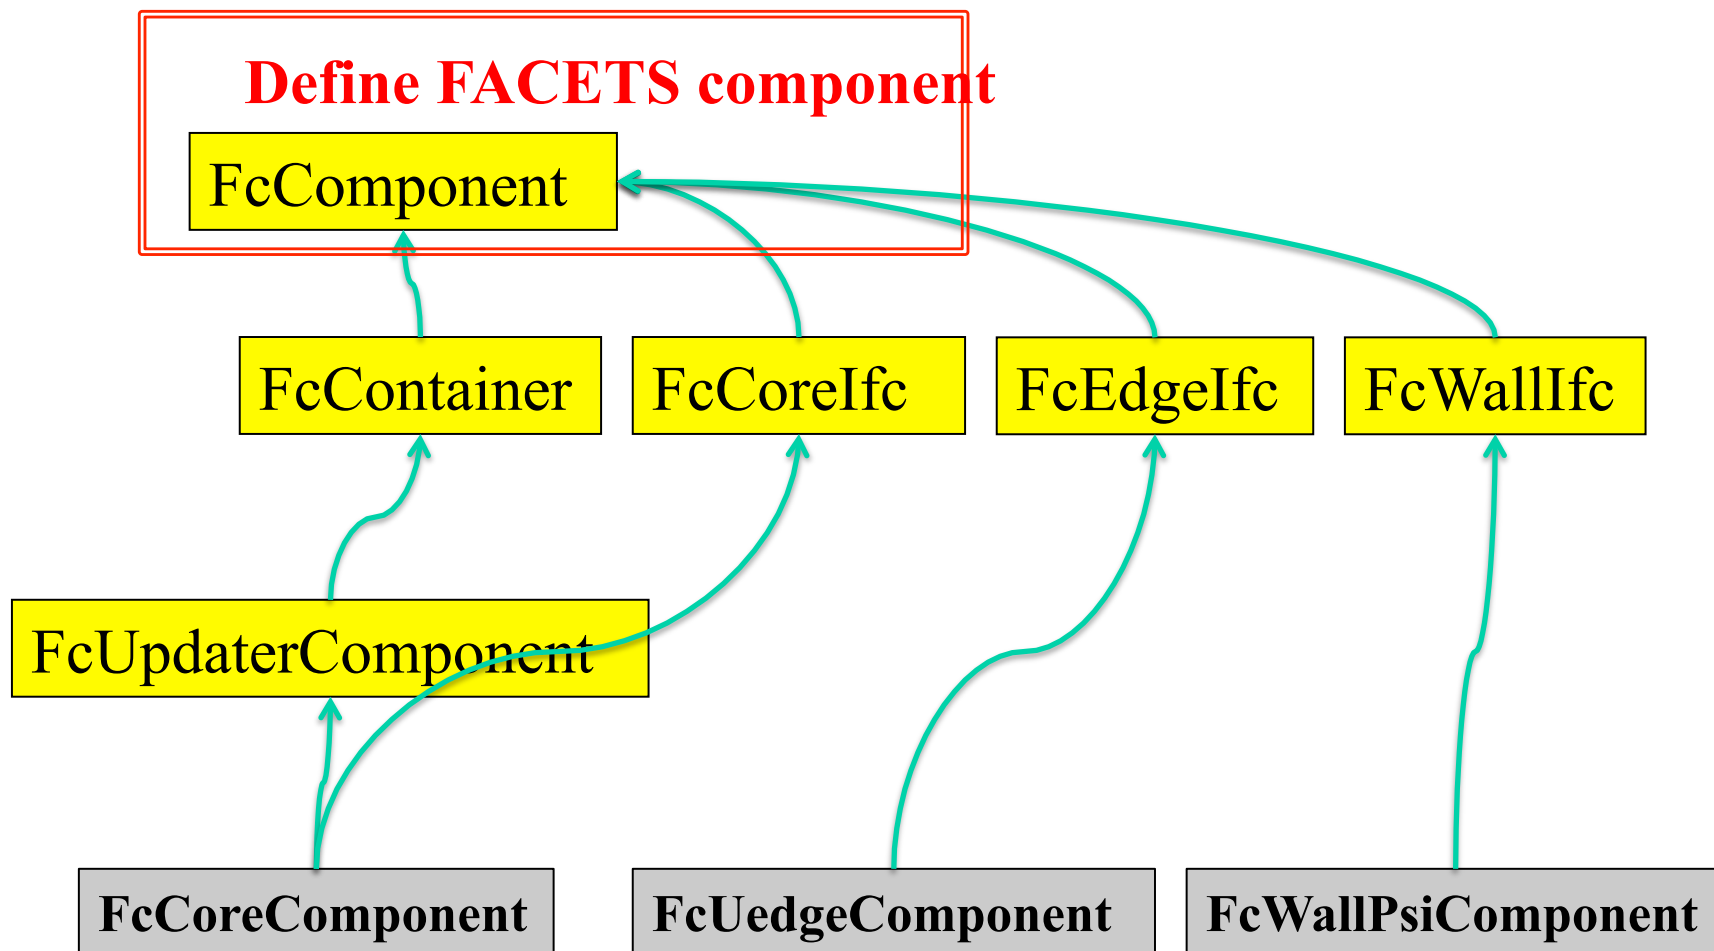 Define FACETS component
FcComponent
FcContainer
FcCoreIfc
FcEdgeIfc
FcWallIfc
FcUpdaterComponent
FcCoreComponent
FcUedgeComponent
FcWallPsiComponent